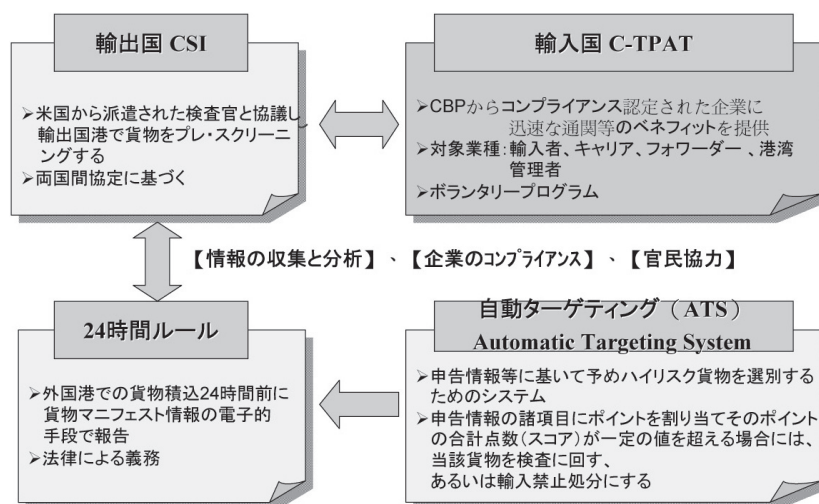 輸出国 CSI
➢米国から派遣された検査官と協議し
輸出国港で貨物をプレ・スクリーニ
ングする
➢両国間協定に基づく
輸入国 C-TPAT
➢CBPからコンプライアンス認定された企業に
迅速な通関等のベネフィットを提供
➢対象業種：輸入者、キャリア、フォワーダー、港湾
管理者
➢ボランタリープログラム
【情報の収集と分析】、【企業のｺﾝﾌﾟﾗｲｱﾝｽ】、【官民協力】
24時間ルール
➢外国港での貨物積込24時間前に
貨物マニフェスト情報の電子的
手段で報告
➢法律による義務
自動ターゲティング（ATS）
Automatic Targeting System
➢申告情報等に基いて予めハイリスク貨物を選別する
ためのシステム
➢申告情報の諸項目にポイントを割り当てそのポイント
の合計点数（スコア）が一定の値を超える場合には、
当該貨物を検査に回す、
あるいは輸入禁止処分にする